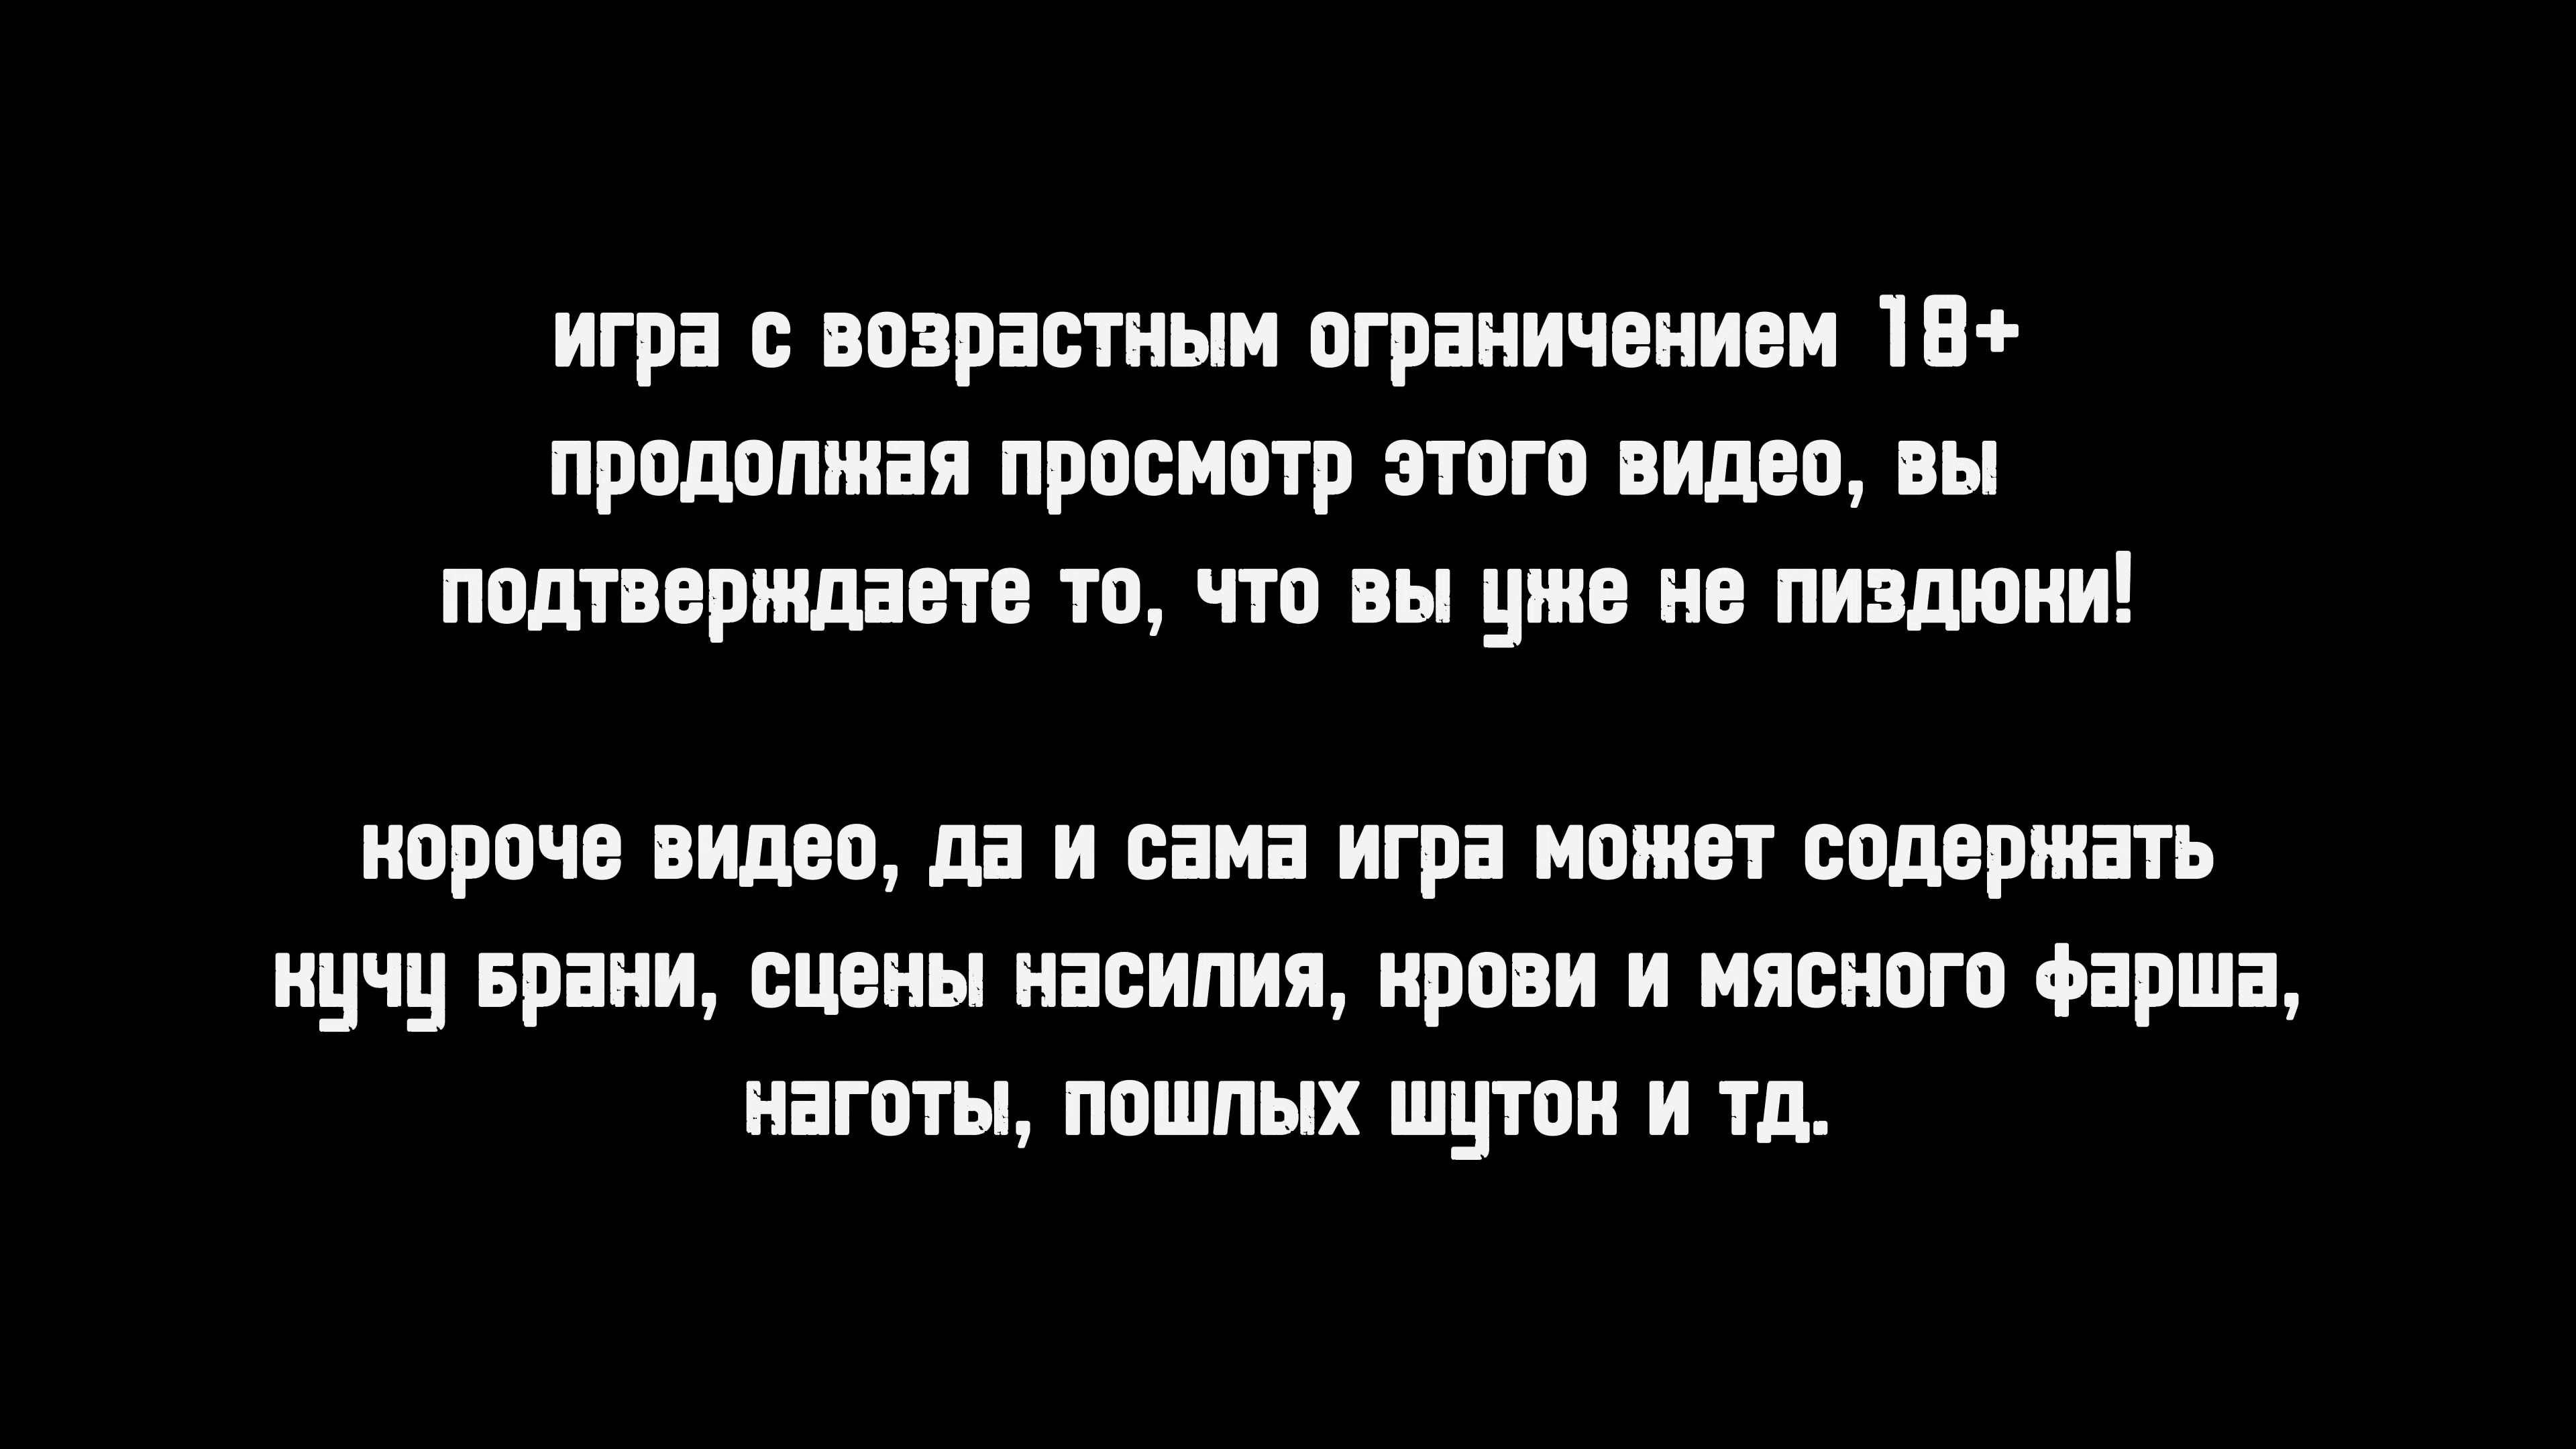 игра с возрастным ограничением 18+
продолжая просмотр этого видео, вы
подтверждаете то, что вы уже не пиздюки!
короче видео, да и сама игра может содержать
кучу брани, сцены насилия, крови и мясного фарша,
наготы, пошлых шуток и тд.